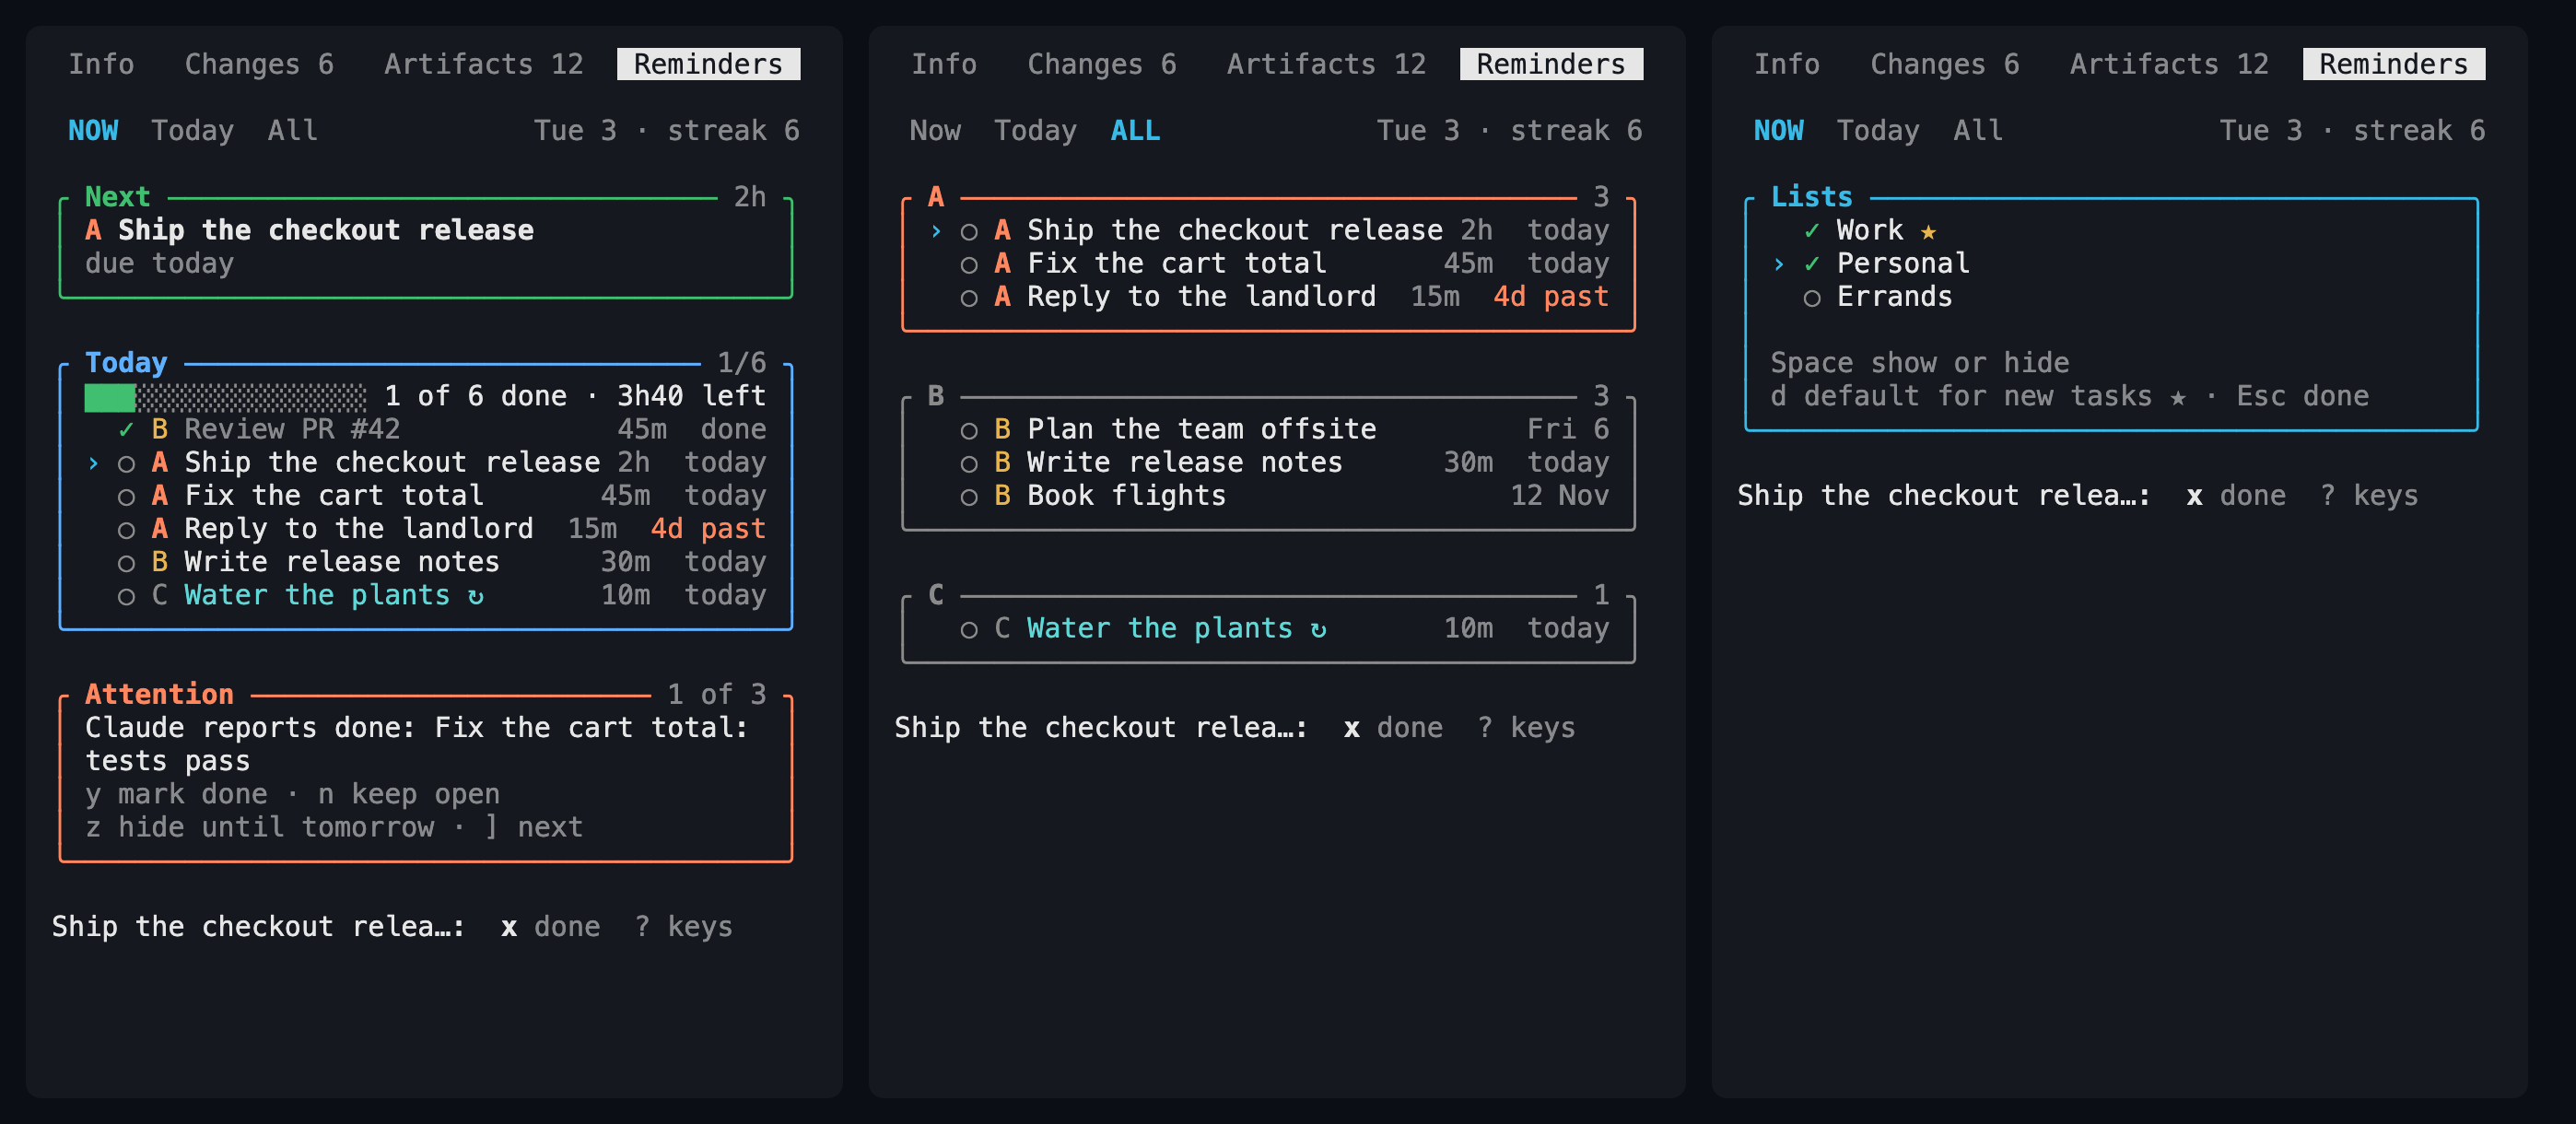 Info Changes 6 Artifacts 12 Reminders
NOW Today All Tue 3 · streak 6
Next 2h
A Ship the checkout release
due today
Today 1/6
1 of 6 done · 3h40 left
✓ B Review PR #42 45m done
› ○ A Ship the checkout release 2h today
○ A Fix the cart total 45m today
○ A Reply to the landlord 15m 4d past
○ B Write release notes 30m today
○ C Water the plants ↻ 10m today
Attention 1 of 3
Claude reports done: Fix the cart total:
tests pass
y mark done · n keep open
z hide until tomorrow · ] next
Ship the checkout relea…: x done ? keys
Info Changes 6 Artifacts 12 Reminders
Now Today ALL Tue 3 · streak 6
A 3
› ○ A Ship the checkout release 2h today
○ A Fix the cart total 45m today
○ A Reply to the landlord 15m 4d past
B 3
○ B Plan the team offsite Fri 6
○ B Write release notes 30m today
○ B Book flights 12 Nov
C 1
○ C Water the plants ↻ 10m today
Ship the checkout relea…: x done ? keys
Info Changes 6 Artifacts 12 Reminders
NOW Today All Tue 3 · streak 6
Lists
✓ Work ★
› ✓ Personal
○ Errands
Space show or hide
d default for new tasks ★ · Esc done
Ship the checkout relea…: x done ? keys